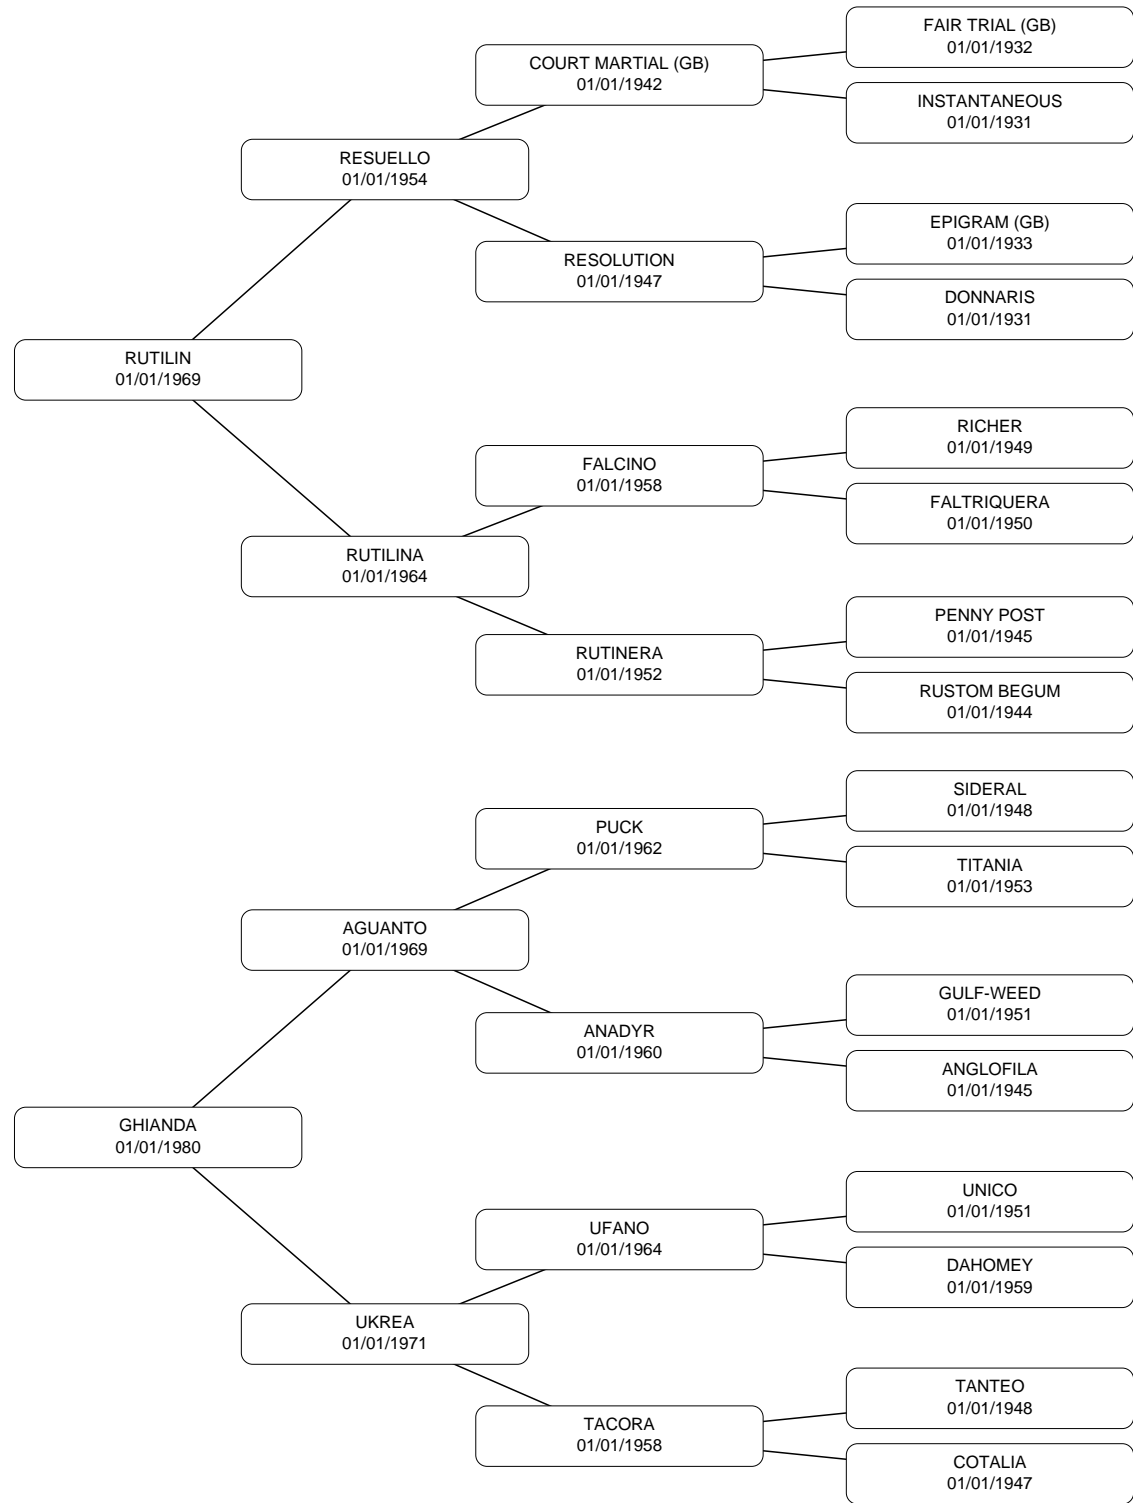 FAIR TRIAL (GB)
01/01/1932
COURT MARTIAL (GB)
01/01/1942
INSTANTANEOUS
01/01/1931
RESUELLO
01/01/1954
EPIGRAM (GB)
01/01/1933
RESOLUTION
01/01/1947
DONNARIS
01/01/1931
RUTILIN
01/01/1969
RICHER
01/01/1949
FALCINO
01/01/1958
FALTRIQUERA
01/01/1950
RUTILINA
01/01/1964
PENNY POST
01/01/1945
RUTINERA
01/01/1952
RUSTOM BEGUM
01/01/1944
SIDERAL
01/01/1948
PUCK
01/01/1962
TITANIA
01/01/1953
AGUANTO
01/01/1969
GULF-WEED
01/01/1951
ANADYR
01/01/1960
ANGLOFILA
01/01/1945
GHIANDA
01/01/1980
UNICO
01/01/1951
UFANO
01/01/1964
DAHOMEY
01/01/1959
UKREA
01/01/1971
TANTEO
01/01/1948
TACORA
01/01/1958
COTALIA
01/01/1947